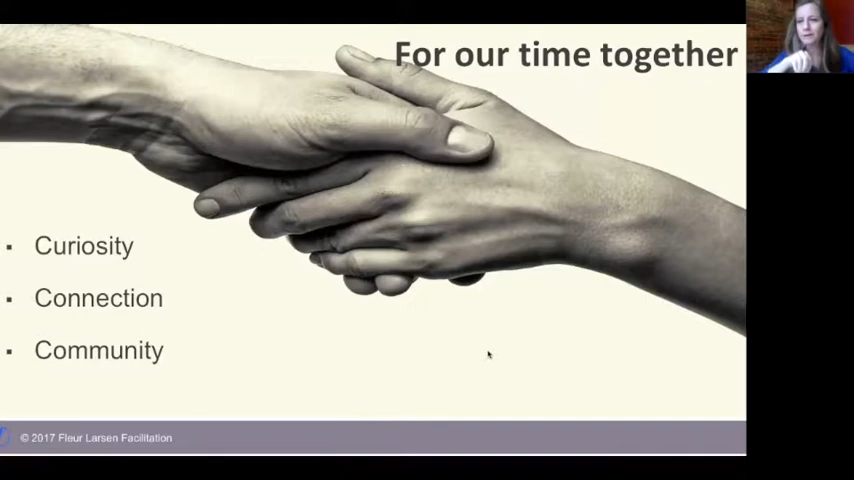 For our time together
▪ Curiosity
▪ Connection
▪ Community
© 2017 Fleur Larsen Facilitation